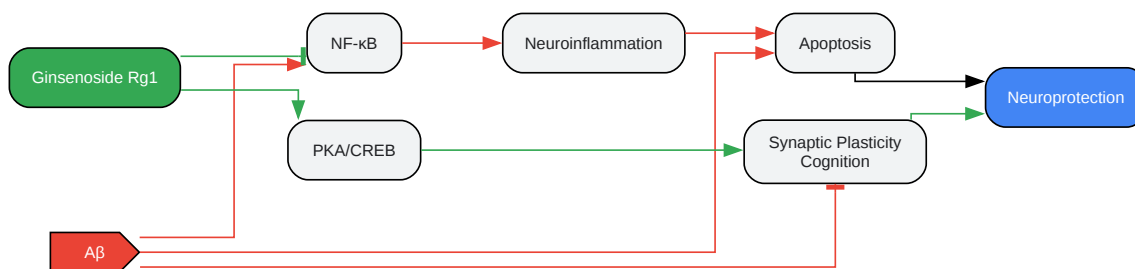 NF-κB
Neuroinflammation
Apoptosis
Ginsenoside Rg1
Neuroprotection
PKA/CREB
Synaptic Plasticity
Cognition
Aβ